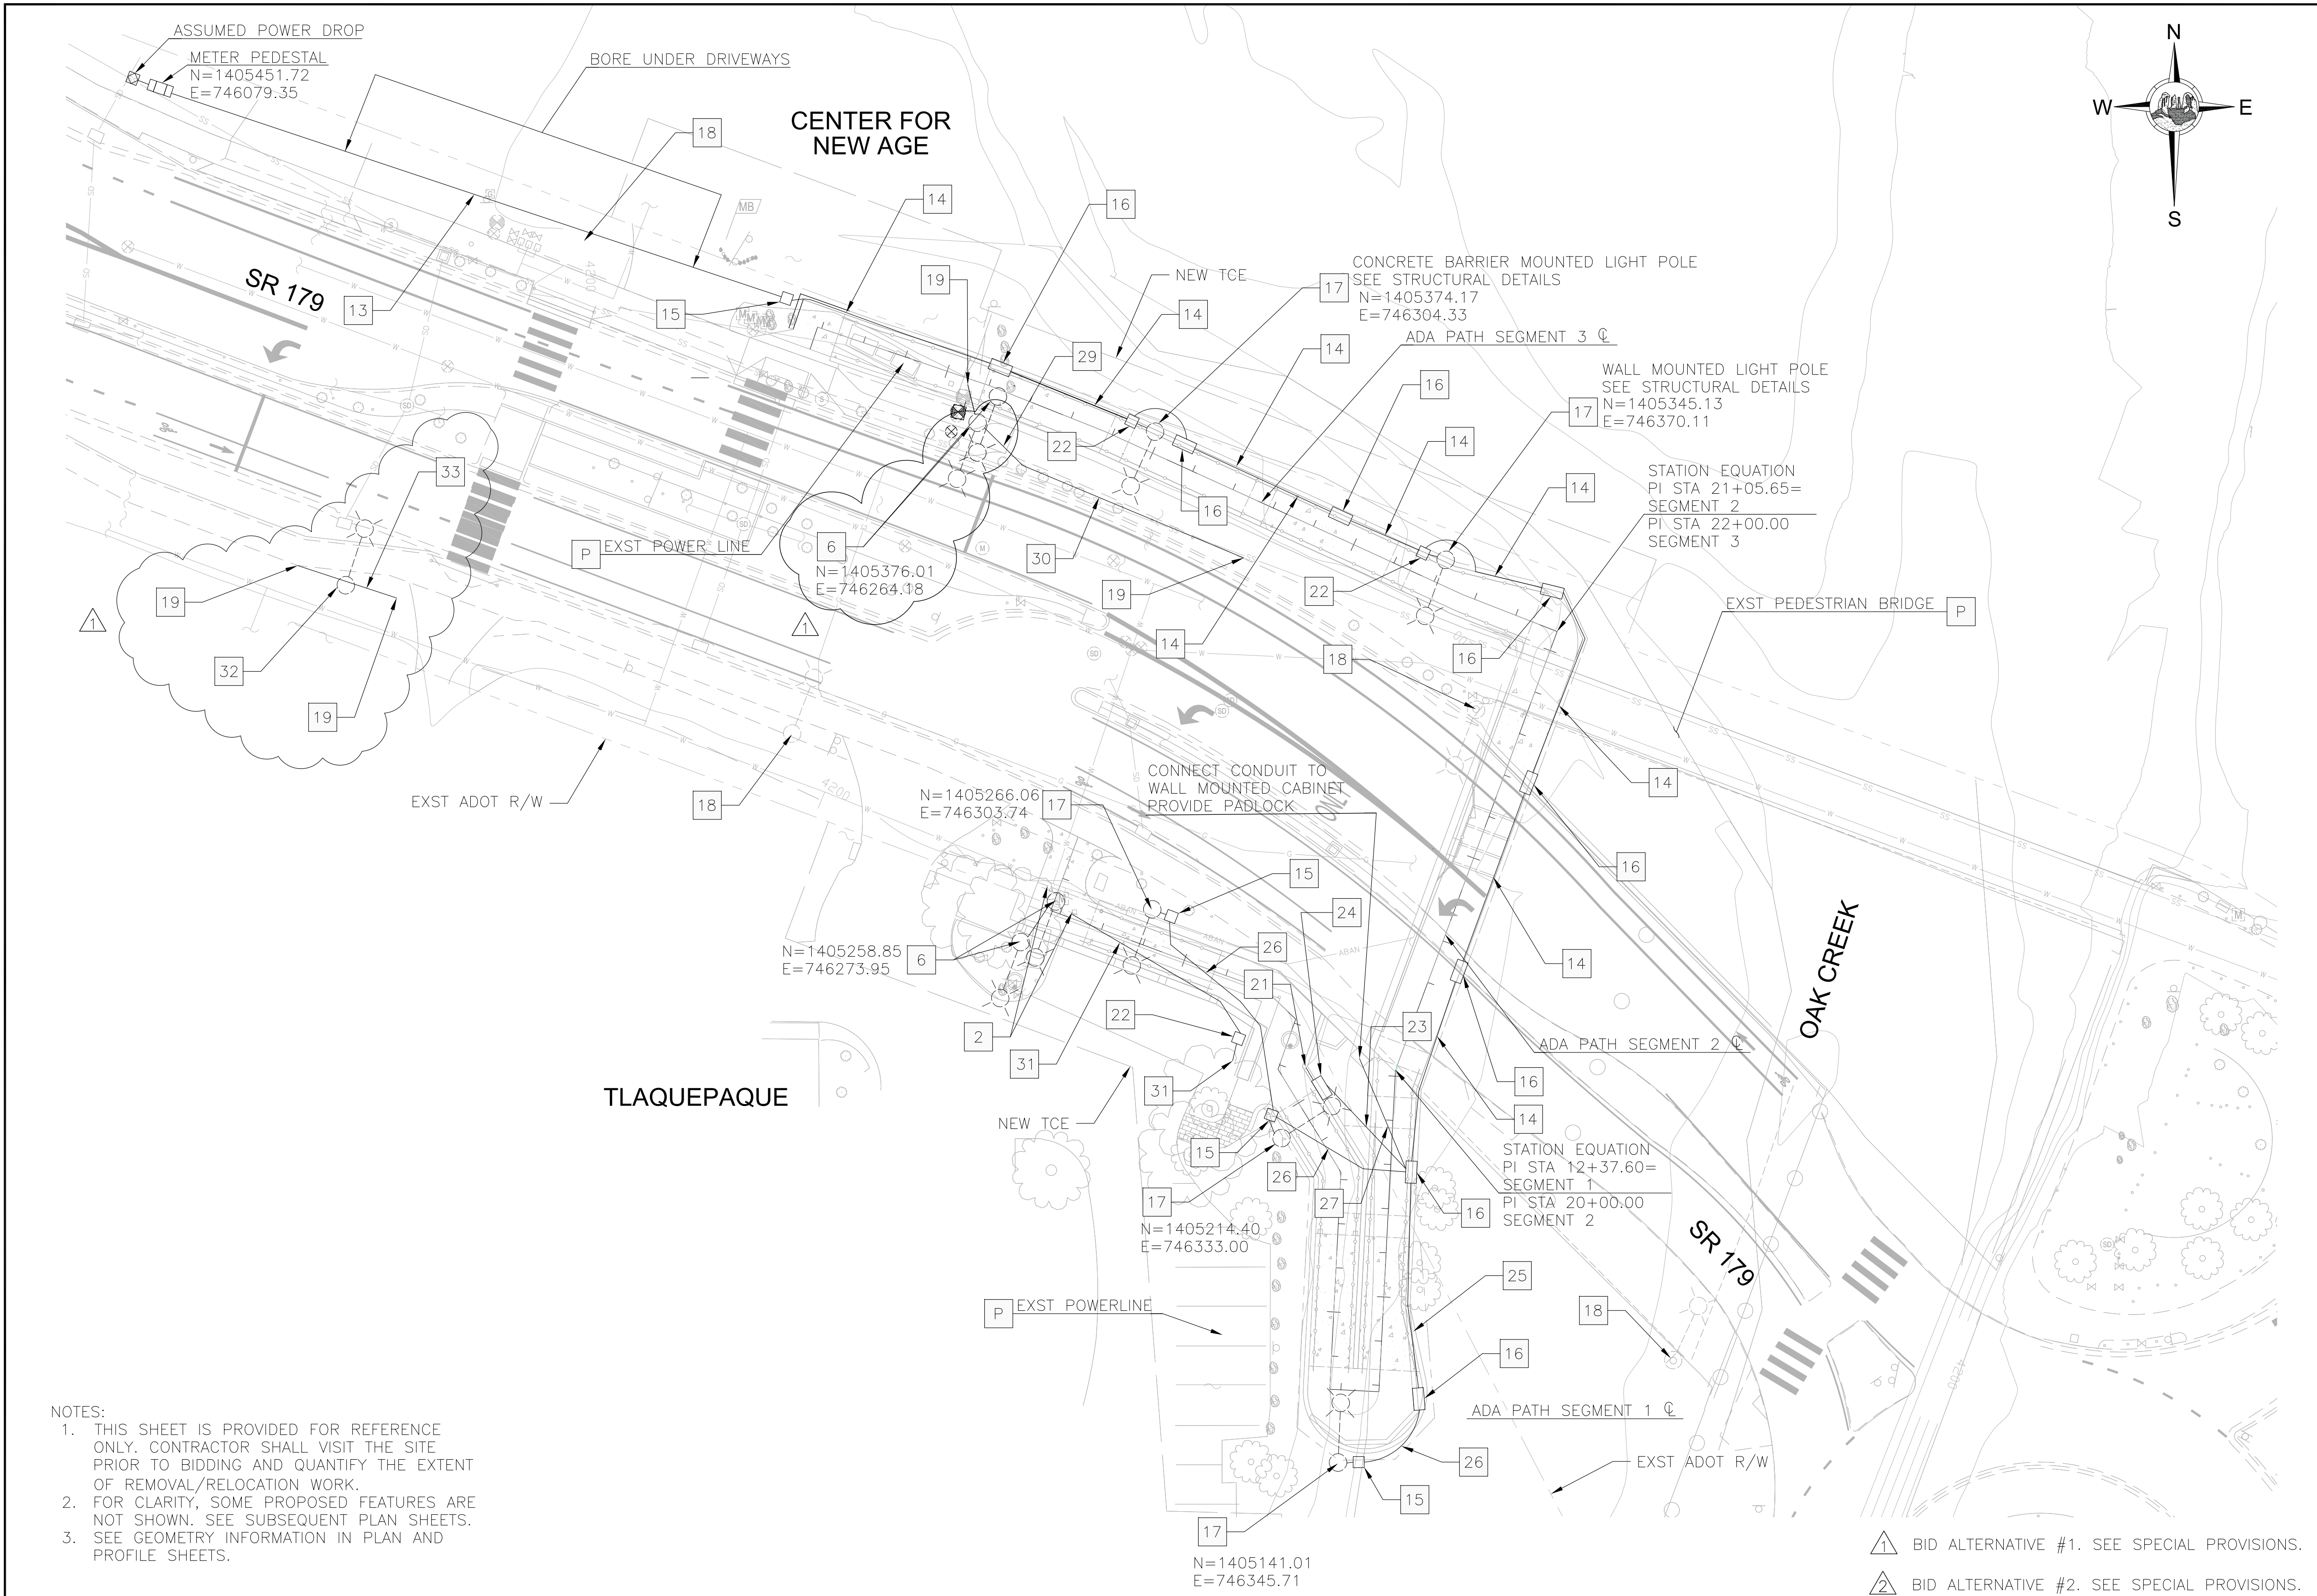 ASSUMED POWER DROP
METER PEDESTAL
N=1405451.72
E=746079.35
BORE UNDER DRIVEWAYS
18
CENTER FOR
NEW AGE
14
16
MB
N
W
E
S
SR 179
13
15
19
NEW TCE
17
CONCRETE BARRIER MOUNTED LIGHT POLE
SEE STRUCTURAL DETAILS
N=1405374.17
E=746304.33
14
14
ADA PATH SEGMENT 3 ℄
29
16
WALL MOUNTED LIGHT POLE
SEE STRUCTURAL DETAILS
17
N=1405345.13
E=746370.11
22
14
STATION EQUATION
PI STA 21+05.65=
SEGMENT 2
PI STA 22+00.00
SEGMENT 3
33
14
16
P
EXST POWER LINE
6
N=1405376.01
E=746264.18
30
19
22
19
1
1
EXST PEDESTRIAN BRIDGE
P
32
19
14
18
16
EXST ADOT R/W
18
4200
4200
CONNECT CONDUIT TO
WALL MOUNTED CABINET
PROVIDE PADLOCK
N=1405266.06
E=746303.74
17
ONLY
14
16
15
24
N=1405258.85
E=746273.95
6
26
14
OAK CREEK
21
2
22
23
31
ADA PATH SEGMENT 2 ℄
TLAQUEPAQUE
31
16
NEW TCE
14
15
26
STATION EQUATION
PI STA 12+37.60=
SEGMENT 1
PI STA 20+00.00
SEGMENT 2
17
27
16
N=1405214.40
E=746333.00
SR 179
25
P
EXST POWERLINE
18
16
4200
ADA PATH SEGMENT 1 ℄
26
EXST ADOT R/W
15
17
N=1405141.01
E=746345.71
NOTES:
1. THIS SHEET IS PROVIDED FOR REFERENCE
ONLY. CONTRACTOR SHALL VISIT THE SITE
PRIOR TO BIDDING AND QUANTIFY THE EXTENT
OF REMOVAL/RELOCATION WORK.
2. FOR CLARITY, SOME PROPOSED FEATURES ARE
NOT SHOWN. SEE SUBSEQUENT PLAN SHEETS.
3. SEE GEOMETRY INFORMATION IN PLAN AND
PROFILE SHEETS.
1 BID ALTERNATIVE #1. SEE SPECIAL PROVISIONS.
2 BID ALTERNATIVE #2. SEE SPECIAL PROVISIONS.